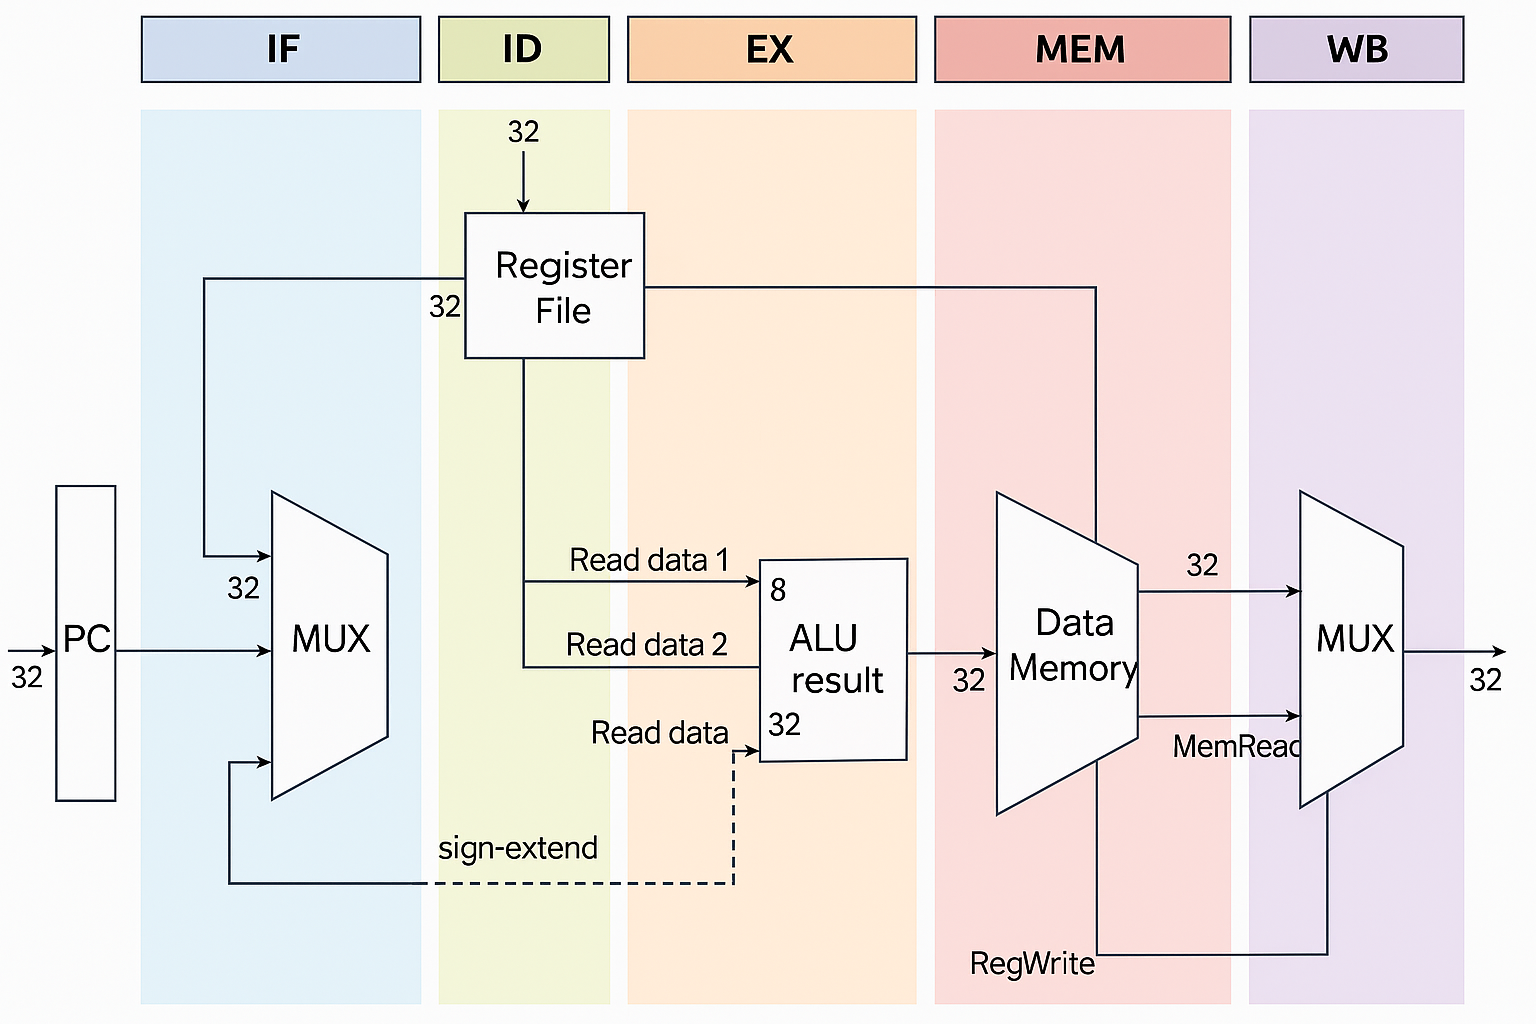 IF
ID
EX
MEM
WB
32
Register
File
32
32
PC
32
MUX
Read data 1
8
Read data 2
ALU
result
Read data
32
sign-extend
32
Data
Memory
32
MemRead
RegWrite
MUX
32